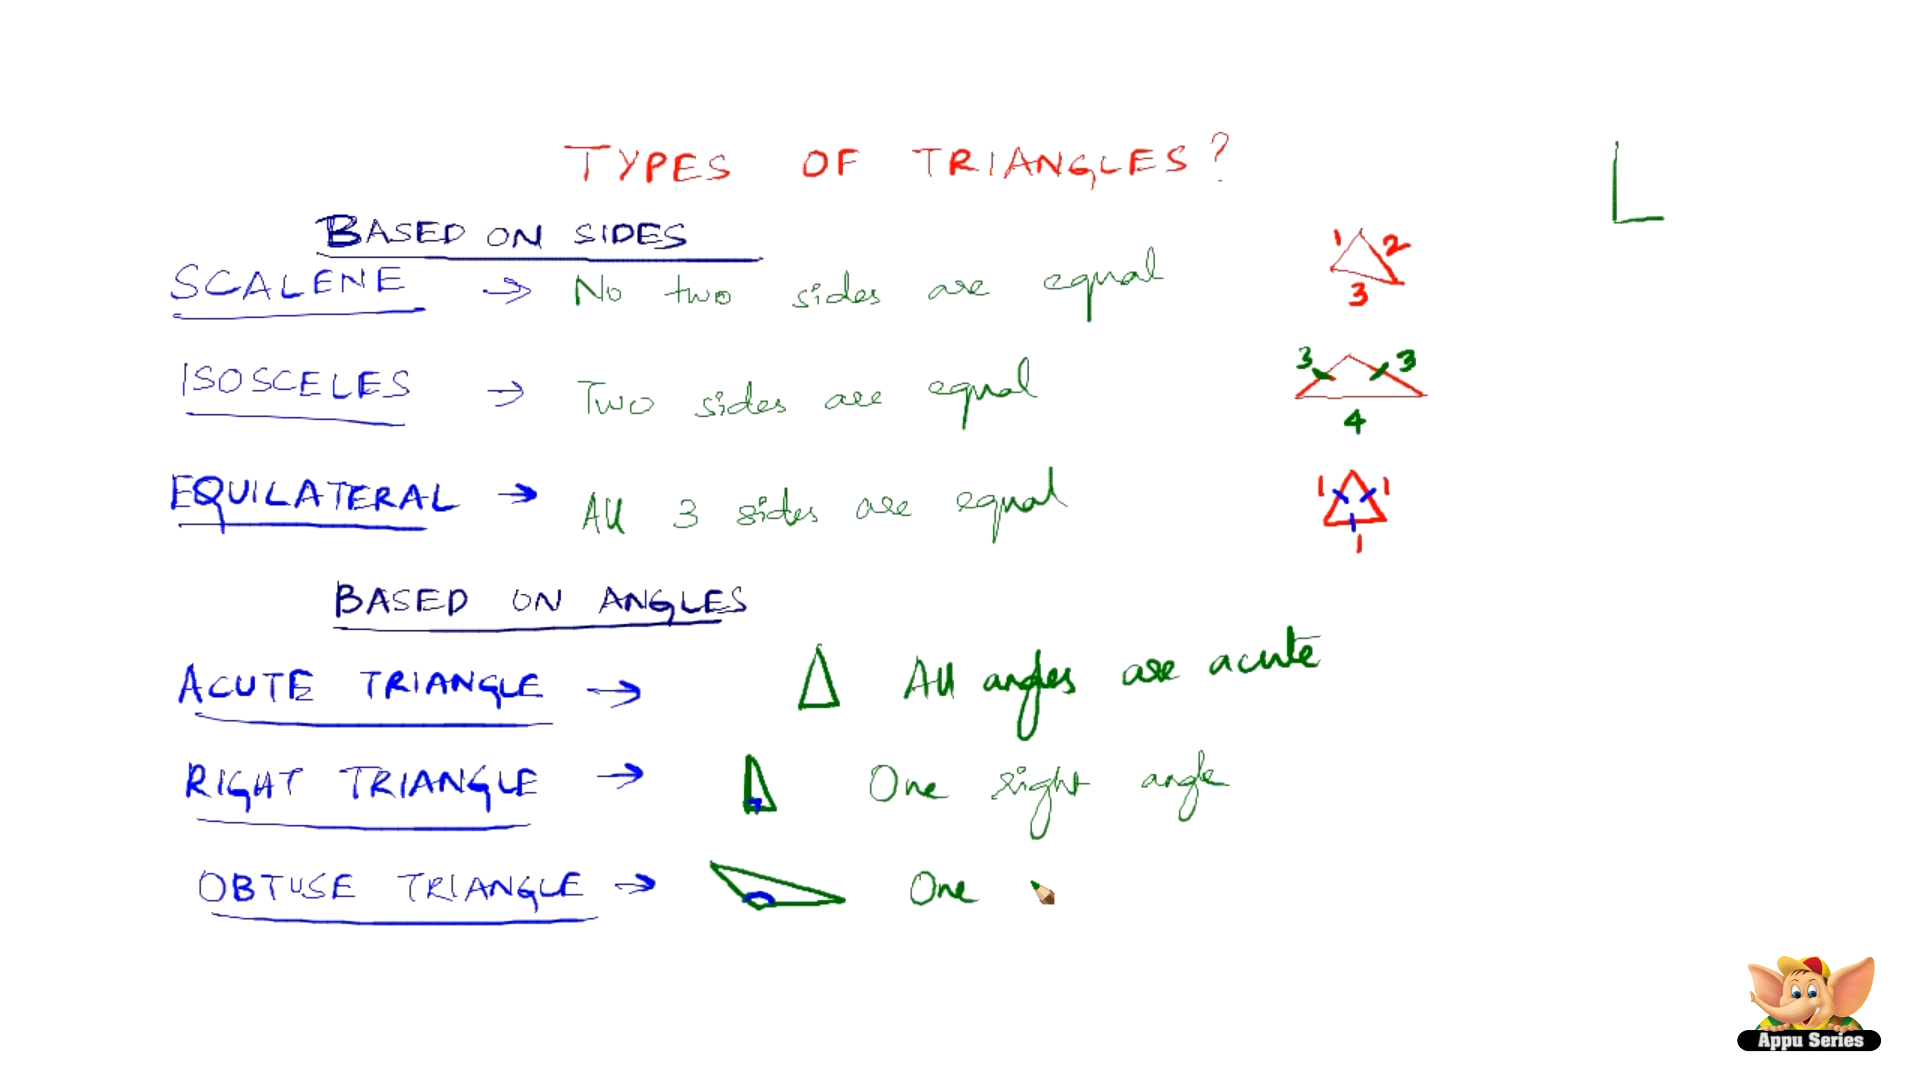 TYPES OF TRIANGLES?
BASED ON SIDES
SCALENE → No two sides are equal
1 2
3
ISOSCELES → Two sides are equal
3 3
4
EQUILATERAL → All 3 sides are equal
1 1
1
BASED ON ANGLES
ACUTE TRIANGLE → All angles are acute
RIGHT TRIANGLE → One right angle
OBTUSE TRIANGLE → One
Appu Series